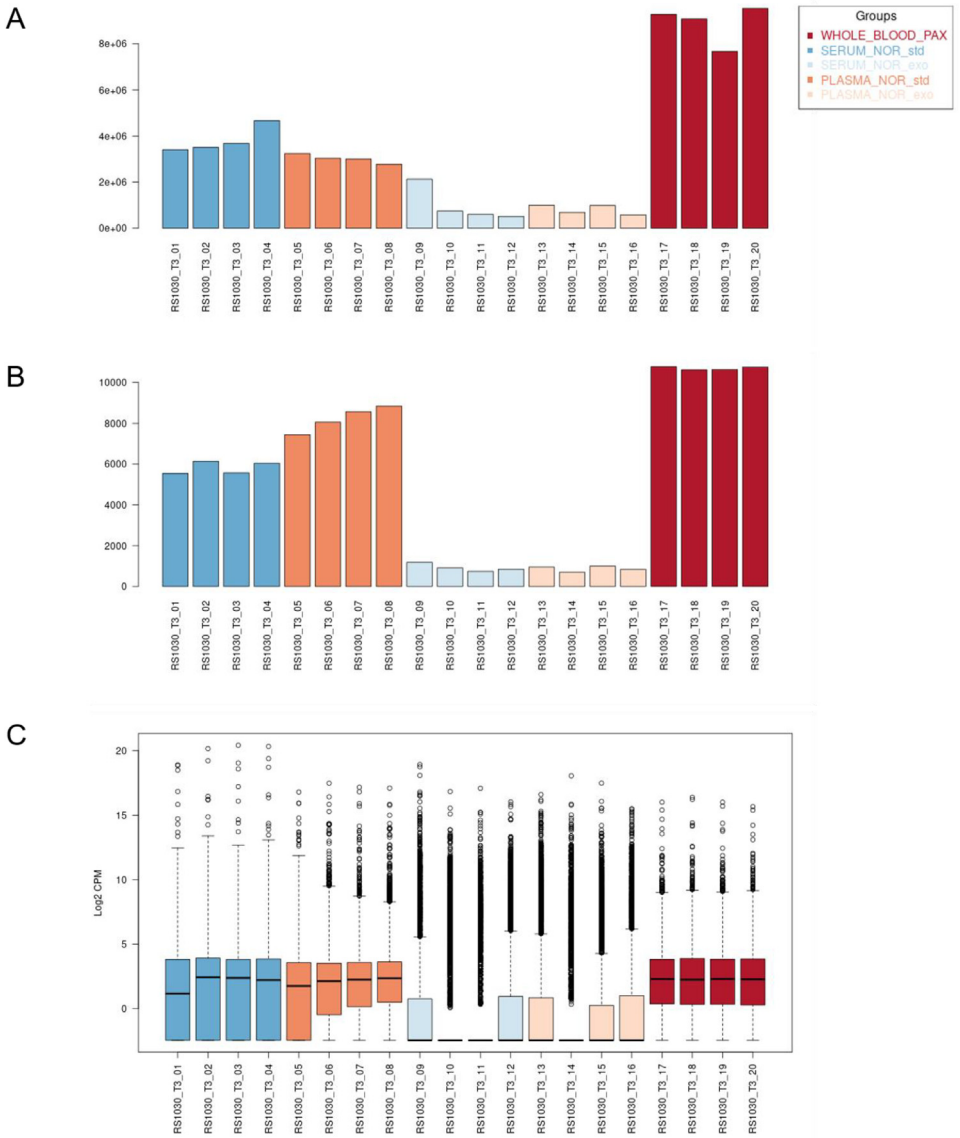 A
Groups
WHOLE_BLOOD_PAX
SERUM_NOR_std
SERUM_NOR_exo
PLASMA_NOR_std
PLASMA_NOR_exo
8e+06
6e+06
4e+06
2e+06
0e+00
RS1030_T3_01
RS1030_T3_02
RS1030_T3_03
RS1030_T3_04
RS1030_T3_05
RS1030_T3_06
RS1030_T3_07
RS1030_T3_08
RS1030_T3_09
RS1030_T3_10
RS1030_T3_11
RS1030_T3_12
RS1030_T3_13
RS1030_T3_14
RS1030_T3_15
RS1030_T3_16
RS1030_T3_17
RS1030_T3_18
RS1030_T3_19
RS1030_T3_20
B
10000
8000
6000
4000
2000
0
RS1030_T3_01
RS1030_T3_02
RS1030_T3_03
RS1030_T3_04
RS1030_T3_05
RS1030_T3_06
RS1030_T3_07
RS1030_T3_08
RS1030_T3_09
RS1030_T3_10
RS1030_T3_11
RS1030_T3_12
RS1030_T3_13
RS1030_T3_14
RS1030_T3_15
RS1030_T3_16
RS1030_T3_17
RS1030_T3_18
RS1030_T3_19
RS1030_T3_20
C
Log2 CPM
20
15
10
5
0
RS1030_T3_01
RS1030_T3_02
RS1030_T3_03
RS1030_T3_04
RS1030_T3_05
RS1030_T3_06
RS1030_T3_07
RS1030_T3_08
RS1030_T3_09
RS1030_T3_10
RS1030_T3_11
RS1030_T3_12
RS1030_T3_13
RS1030_T3_14
RS1030_T3_15
RS1030_T3_16
RS1030_T3_17
RS1030_T3_18
RS1030_T3_19
RS1030_T3_20